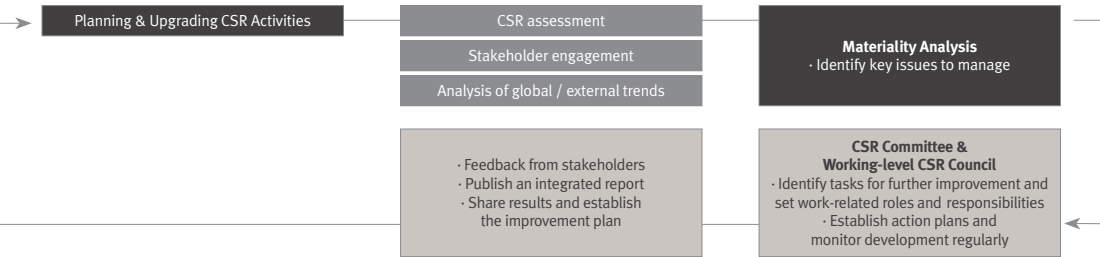 Planning & Upgrading CSR Activities
CSR assessment
Stakeholder engagement
Analysis of global / external trends
Materiality Analysis
· Identify key issues to manage
· Feedback from stakeholders
· Publish an integrated report
· Share results and establish
the improvement plan
CSR Committee &
Working-level CSR Council
· Identify tasks for further improvement and
set work-related roles and responsibilities
· Establish action plans and
monitor development regularly